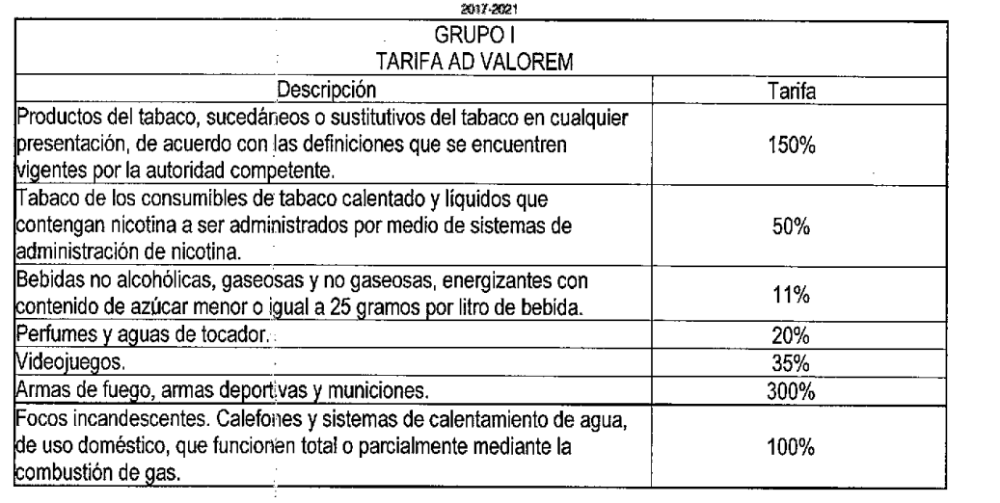 2017-2021
GRUPO I
TARIFA AD VALOREM
Descripción Tarifa
Productos del tabaco, sucedáneos o sustitutivos del tabaco en cualquier
presentación, de acuerdo con las definiciones que se encuentren
vigentes por la autoridad competente.
150%
Tabaco de los consumibles de tabaco calentado y líquidos que
contengan nicotina a ser administrados por medio de sistemas de
administración de nicotina.
50%
Bebidas no alcohólicas, gaseosas y no gaseosas, energizantes con
contenido de azúcar menor o igual a 25 gramos por litro de bebida.
11%
Perfumes y aguas de tocador. 20%
Videojuegos. 35%
Armas de fuego, armas deportivas y municiones. 300%
Focos incandescentes. Calefones y sistemas de calentamiento de agua,
de uso doméstico, que funcionen total o parcialmente mediante la
combustión de gas.
100%